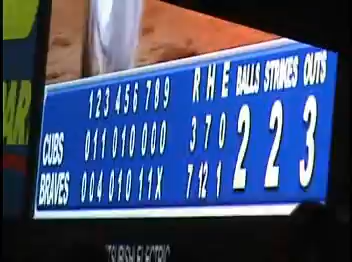 1 2 3 4 5 6 7 8 9 R H E BALLS STRIKES OUTS
CUBS 0 1 1 0 1 0 0 0 0 3 7 0 2 2 3
BRAVES 0 0 4 0 1 0 1 1 X 7 12 1